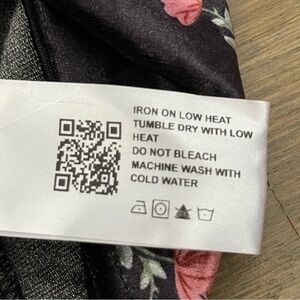 IRON ON LOW HEAT
TUMBLE DRY WITH LOW
HEAT
DO NOT BLEACH
MACHINE WASH WITH
COLD WATER